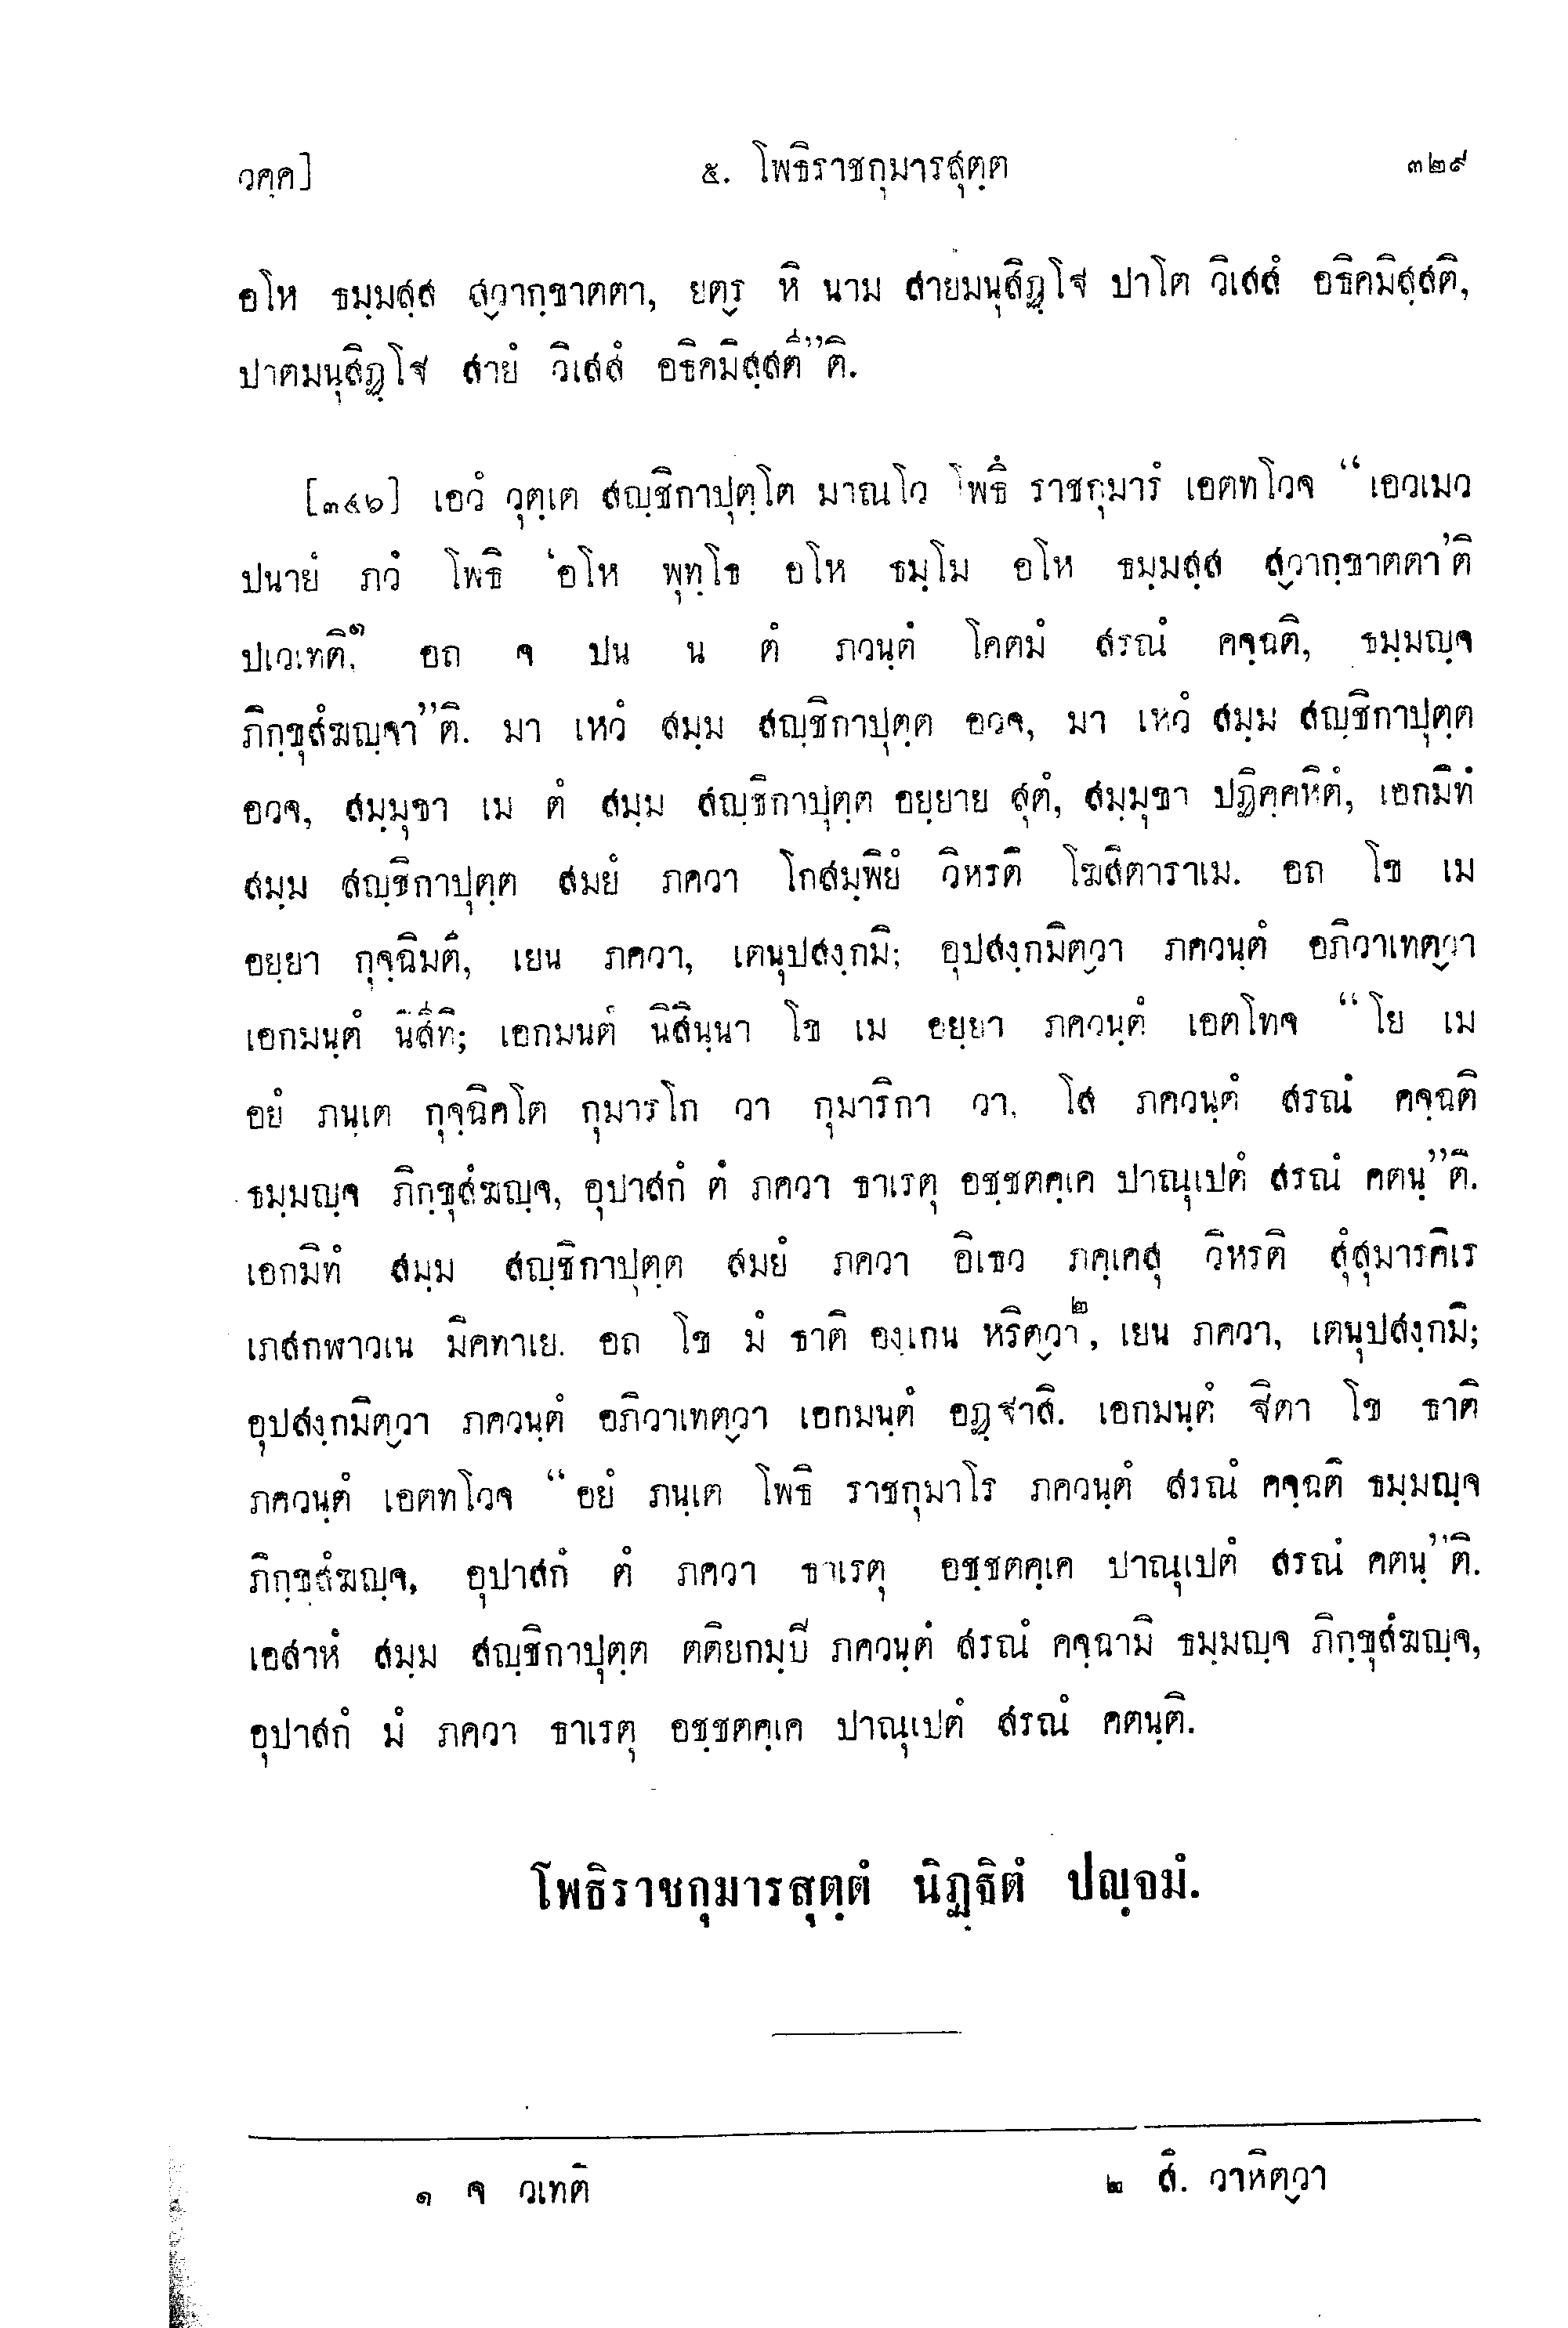 วคฺค] ๕. โพธิราชกุมารสุตฺต ๓๒๙
อโห ธมฺมสฺส สฺวากฺขาตตา, ยตฺร หิ นาม สายมนุสิฏฺโฐ ปาโต วิเสสํ อธิคมิสฺสติ,
ปาตมนุสิฏฺโฐ สายํ วิเสสํ อธิคมิสฺสตี”ติ.
[๓๔๖] เอวํ วุตฺเต สญฺชิกาปุตฺโต มาณโว โพธึ ราชกุมารํ เอตทโวจ “เอวเมว
ปนายํ ภวํ โพธิ ‘อโห พุทฺโธ อโห ธมฺโม อโห ธมฺมสฺส สฺวากฺขาตตา’ติ
ปเวเทติ.๑ อถ จ ปน น ตํ ภวนฺตํ โคตมํ สรณํ คจฺฉติ, ธมฺมญฺจ
ภิกฺขุสํฆญฺจา”ติ. มา เหวํ สมฺม สญฺชิกาปุตฺต อวจ, มา เหวํ สมฺม สญฺชิกาปุตฺต
อวจ, สมฺมุขา เม ตํ สมฺม สญฺชิกาปุตฺต อยฺยาย สุตํ, สมฺมุขา ปฏิคฺคหิตํ, เอกมิทํ
สมฺม สญฺชิกาปุตฺต สมยํ ภควา โกสมฺพิยํ วิหรติ โฆสิตาราเม. อถ โข เม
อยฺยา กุจฺฉิมตี, เยน ภควา, เตนุปสงฺกมิ; อุปสงฺกมิตฺวา ภควนฺตํ อภิวาเทตฺวา
เอกมนฺตํ นิสีทิ; เอกมนตํ นิสินฺนา โข เม อยฺยา ภควนฺตํ เอตโทจ “โย เม
อยํ ภนฺเต กุจฺฉิคโต กุมารโก วา กุมาริกา วา, โส ภควนฺตํ สรณํ คจฺฉติ
ธมฺมญฺจ ภิกฺขุสํฆญฺจ, อุปาสกํ ตํ ภควา ธาเรตุ อชฺชตคฺเค ปาณุเปตํ สรณํ คตนฺ”ติ.
เอกมิทํ สมฺม สญฺชิกาปุตฺต สมยํ ภควา อิเธว ภคฺเคสุ วิหรติ สุํสุมารคิเร
เภสกฬาวเน มิคทาเย. อถ โข มํ ธาติ องฺเกน หริตฺวา๒, เยน ภควา, เตนุปสงฺกมิ;
อุปสงฺกมิตฺวา ภควนฺตํ อภิวาเทตฺวา เอกมนฺตํ อฏฺฐาสิ. เอกมนฺตํ ฐิตา โข ธาติ
ภควนฺตํ เอตทโวจ “อยํ ภนฺเต โพธิ ราชกุมาโร ภควนฺตํ สรณํ คจฺฉติ ธมฺมญฺจ
ภิกฺขุสํฆญฺจ, อุปาสกํ ตํ ภควา ธาเรตุ อชฺชตคฺเค ปาณุเปตํ สรณํ คตนฺ”ติ.
เอสาหํ สมฺม สญฺชิกาปุตฺต ตติยกมฺปี ภควนฺตํ สรณํ คจฺฉามิ ธมฺมญฺจ ภิกฺขุสํฆญฺจ,
อุปาสกํ มํ ภควา ธาเรตุ อชฺชตคฺเค ปาณุเปตํ สรณํ คตนฺติ.
โพธิราชกุมารสุตฺตํ นิฏฺฐิตํ ปญฺจมํ.
๑ จ วเทติ ๒ สี. วาหิตฺวา